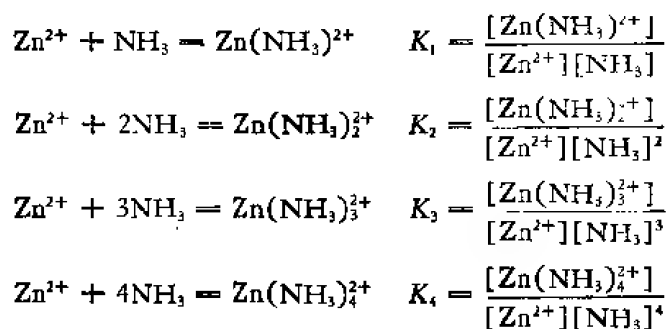 Zn²⁺ + NH₃ = Zn(NH₃)²⁺ K₁ = [Zn(NH₃)²⁺] / [Zn²⁺][NH₃]
Zn²⁺ + 2NH₃ = Zn(NH₃)₂²⁺ K₂ = [Zn(NH₃)₂²⁺] / [Zn²⁺][NH₃]²
Zn²⁺ + 3NH₃ = Zn(NH₃)₃²⁺ K₃ = [Zn(NH₃)₃²⁺] / [Zn²⁺][NH₃]³
Zn²⁺ + 4NH₃ = Zn(NH₃)₄²⁺ K₄ = [Zn(NH₃)₄²⁺] / [Zn²⁺][NH₃]⁴